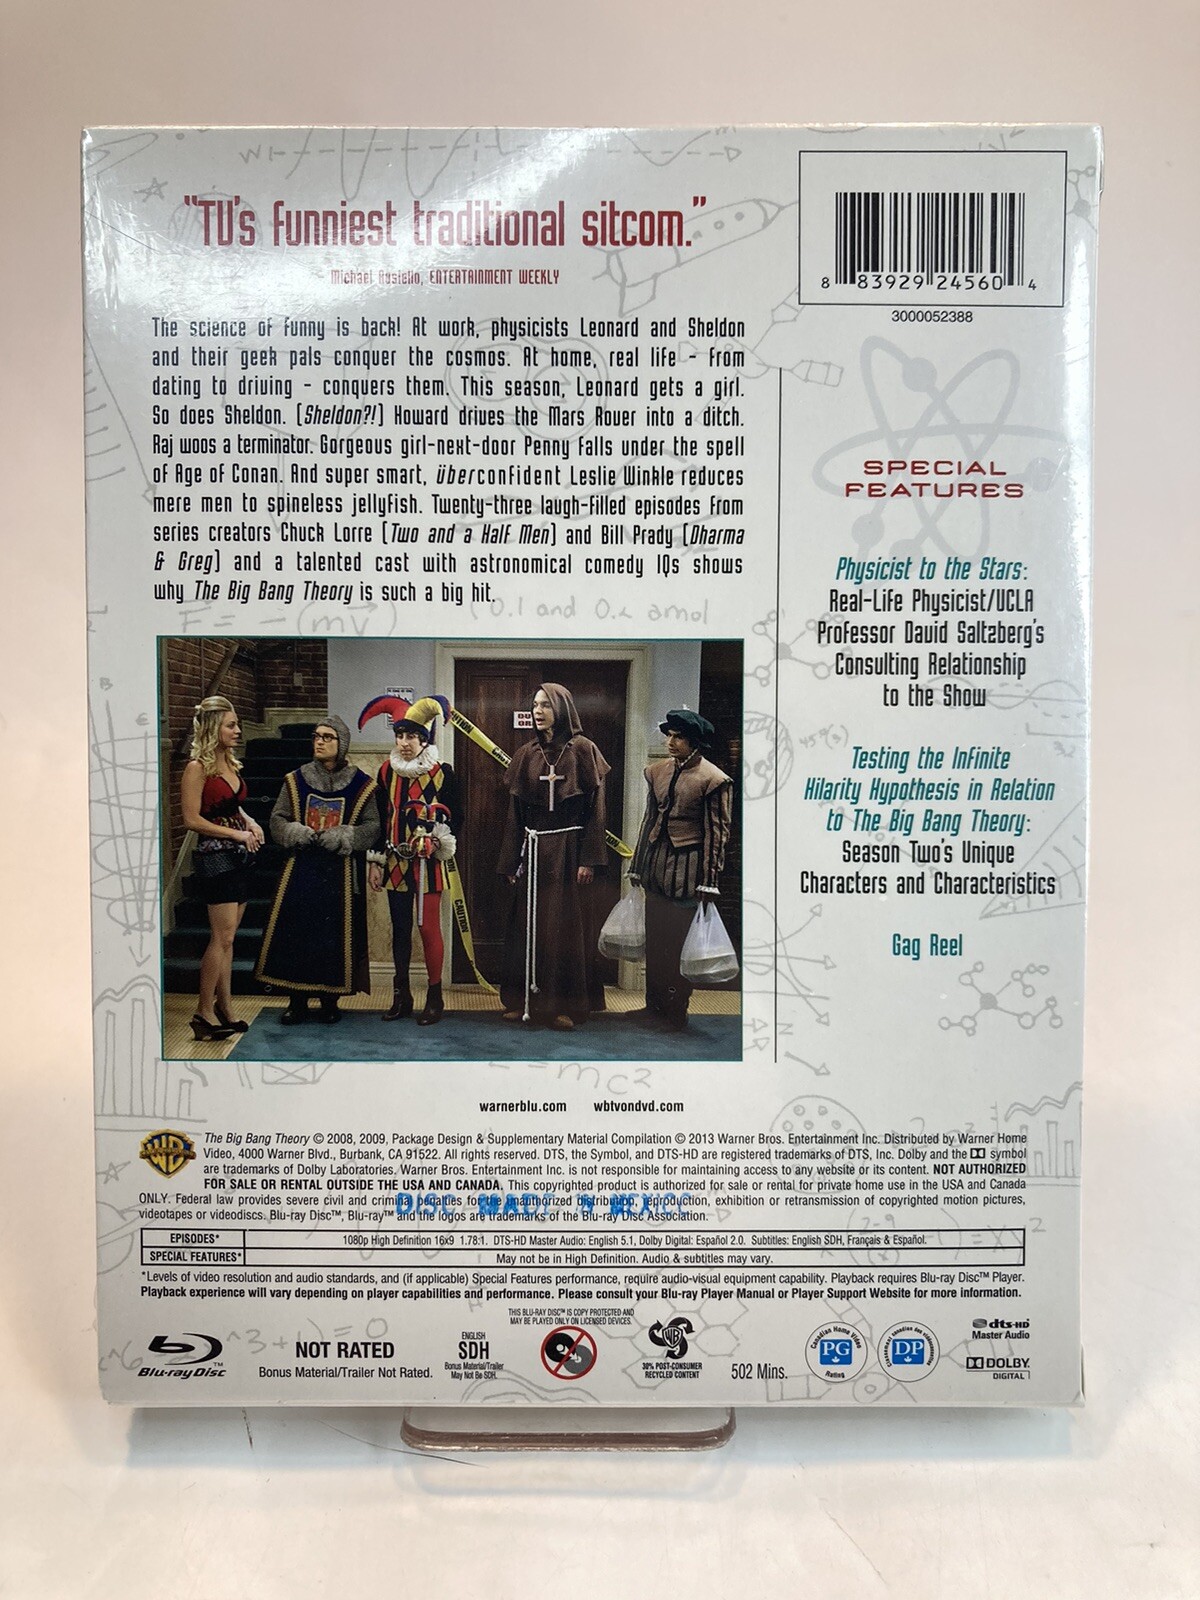 "TV's funniest traditional sitcom."
Michael Ausiello, ENTERTAINMENT WEEKLY
The science of funny is back! At work, physicists Leonard and Sheldon
and their geek pals conquer the cosmos. At home, real life – from
dating to driving – conquers them. This season, Leonard gets a girl.
So does Sheldon. (Sheldon?!) Howard drives the Mars Rover into a ditch.
Raj woos a terminator. Gorgeous girl-next-door Penny falls under the spell
of Age of Conan. And super smart, überconfident Leslie Winkle reduces
mere men to spineless jellyfish. Twenty-three laugh-filled episodes from
series creators Chuck Lorre (Two and a Half Men) and Bill Prady (Dharma
& Greg) and a talented cast with astronomical comedy IQs shows
why The Big Bang Theory is such a big hit.
8 83929 24560 4
3000052388
SPECIAL
FEATURES
Physicist to the Stars:
Real-Life Physicist/UCLA
Professor David Saltzberg's
Consulting Relationship
to the Show
Testing the Infinite
Hilarity Hypothesis in Relation
to The Big Bang Theory:
Season Two's Unique
Characters and Characteristics
Gag Reel
CAUTION
CAUTION
warnerblu.com wbtvondvd.com
WB
The Big Bang Theory © 2008, 2009, Package Design & Supplementary Material Compilation © 2013 Warner Bros. Entertainment Inc. Distributed by Warner Home
Video, 4000 Warner Blvd., Burbank, CA 91522. All rights reserved. DTS, the Symbol, and DTS-HD are registered trademarks of DTS, Inc. Dolby and the symbol
are trademarks of Dolby Laboratories. Warner Bros. Entertainment Inc. is not responsible for maintaining access to any website or its content. NOT AUTHORIZED
FOR SALE OR RENTAL OUTSIDE THE USA AND CANADA. This copyrighted product is authorized for sale or rental for private home use in the USA and Canada
ONLY. Federal law provides severe civil and criminal penalties for the unauthorized distribution, reproduction, exhibition or retransmission of copyrighted motion pictures,
videotapes or videodiscs. Blu-ray Disc™, Blu-ray™ and the logos are trademarks of the Blu-ray Disc Association.
DISC MADE IN MEXICO
EPISODES* 1080p High Definition 16x9 1.78:1. DTS-HD Master Audio: English 5.1, Dolby Digital: Español 2.0. Subtitles: English SDH, Français & Español.
SPECIAL FEATURES* May not be in High Definition. Audio & subtitles may vary.
*Levels of video resolution and audio standards, and (if applicable) Special Features performance, require audio-visual equipment capability. Playback requires Blu-ray Disc™ Player.
Playback experience will vary depending on player capabilities and performance. Please consult your Blu-ray Player Manual or Player Support Website for more information.
Blu-ray Disc™
NOT RATED
Bonus Material/Trailer Not Rated.
ENGLISH
SDH
Bonus Material/Trailer
May Not Be SDH.
THIS BLU-RAY DISC™ IS COPY PROTECTED AND
MAY BE PLAYED ONLY ON LICENSED DEVICES.
WB
30% POST-CONSUMER
RECYCLED CONTENT
502 Mins.
Canadian Home Video
PG
Rating
DP
dts-HD
Master Audio
DOLBY
DIGITAL